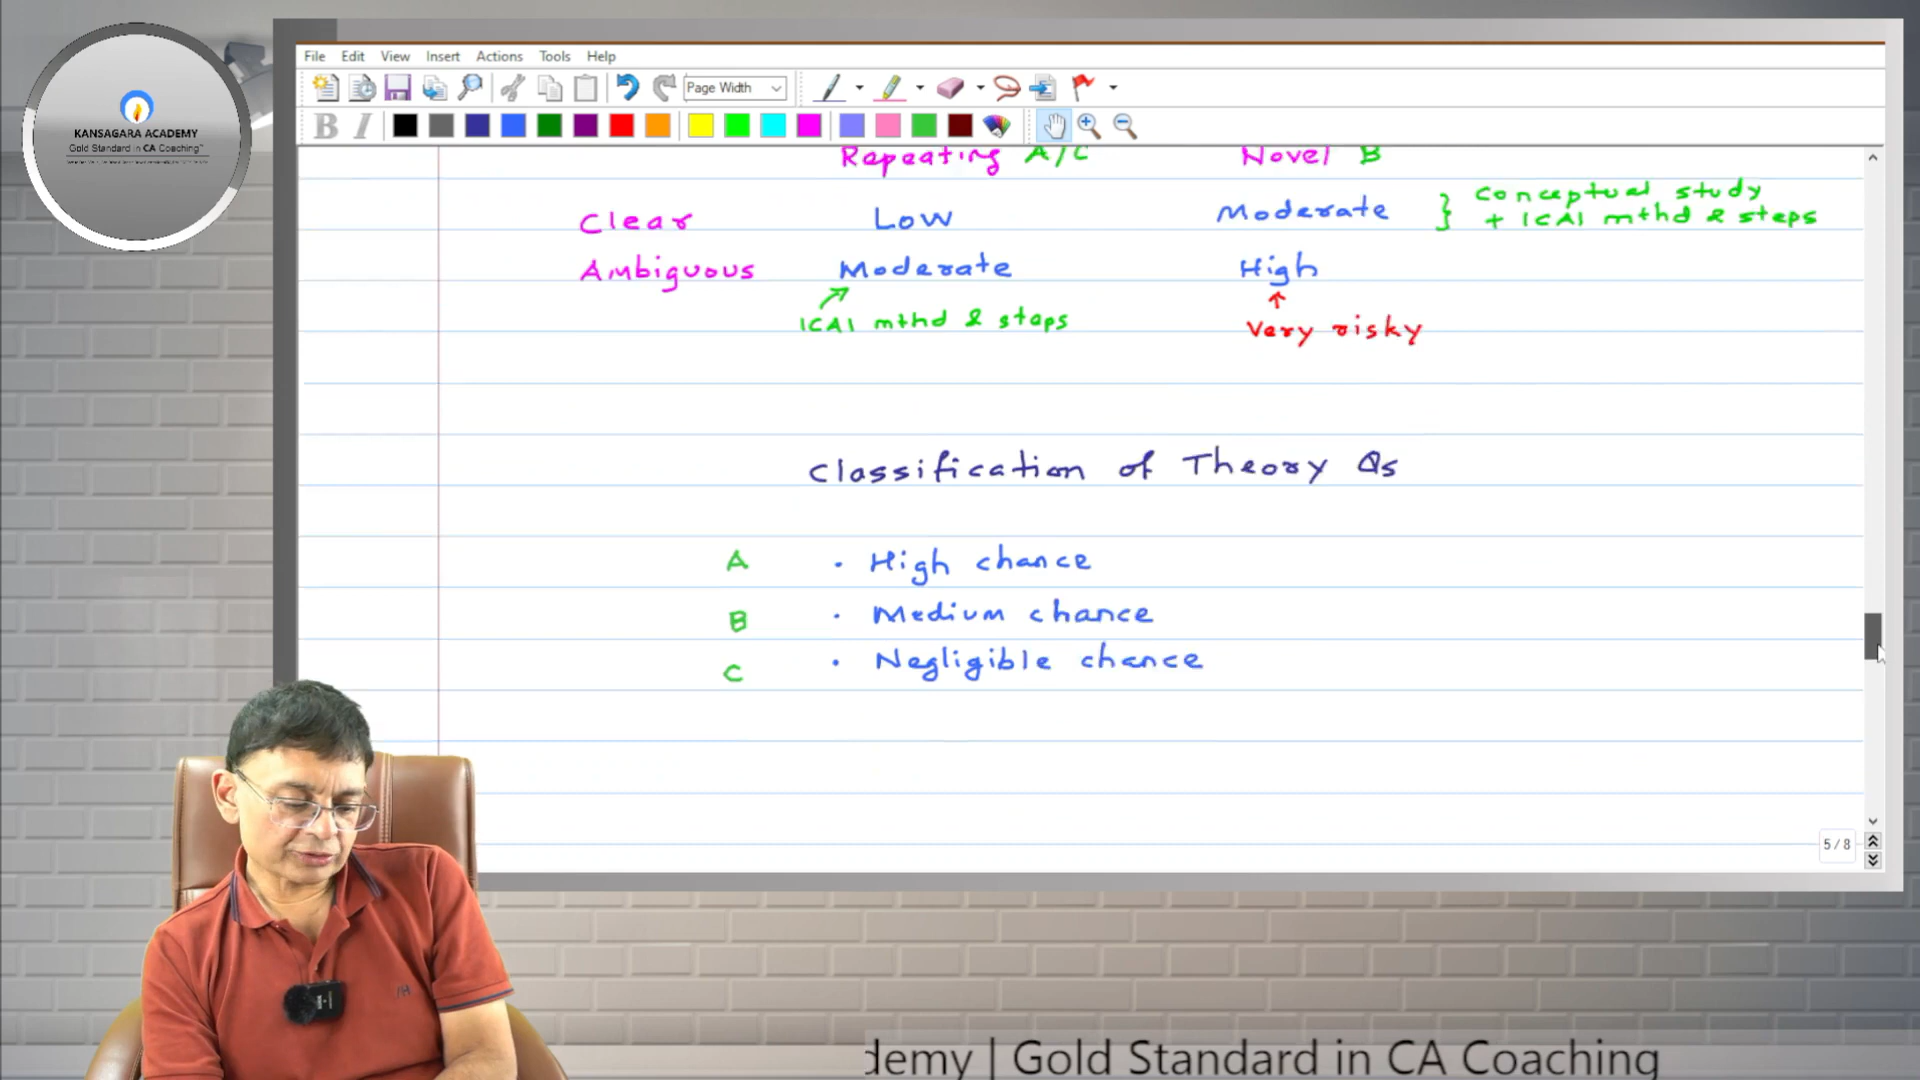 KANSAGARA ACADEMY
Gold Standard in CA Coaching
File Edit View Insert Actions Tools Help
Page Width
B I
Repeating A/C Novel B
Clear Low Moderate } Conceptual study
+ ICAI mthd & steps
Ambiguous Moderate High
ICAI mthd & steps
Very risky
Classification of Theory Qs
A · High chance
B · Medium chance
C · Negligible chance
5 / 8
demy | Gold Standard in CA Coaching